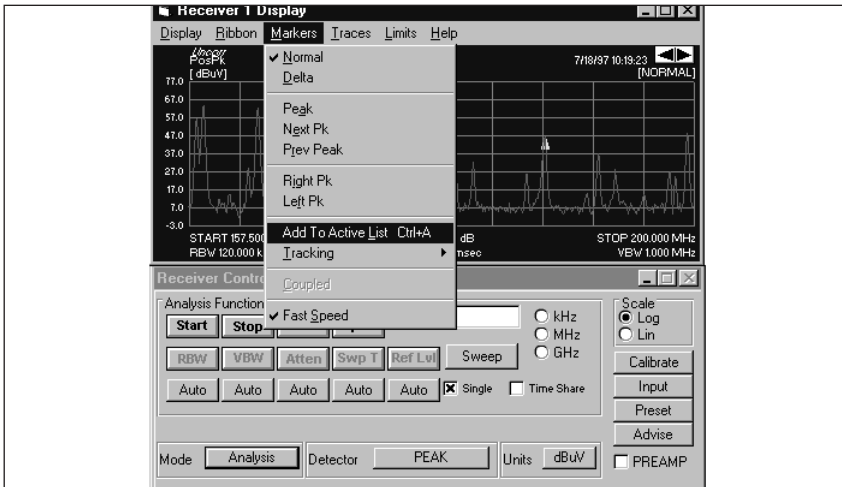 Receiver 1 Display
Display Ribbon Markers Traces Limits Help
Uncorr
PosPk
[dBuV]
7/18/97 10:19:23
[NORMAL]
77.0
67.0
57.0
47.0
37.0
27.0
17.0
7.0
-3.0
Normal
Delta
Peak
Next Pk
Prev Peak
Right Pk
Left Pk
Add To Active List Ctrl+A
Tracking
Coupled
Fast Speed
START 157.500
dB
STOP 200.000 MHz
RBW 120.000 k
msec
VBW 1.000 MHz
Receiver Contro
Analysis Function
Start Stop
kHz
MHz
GHz
RBW VBW Atten Swp T Ref Lvl Sweep
Auto Auto Auto Auto Auto Single Time Share
Scale
Log
Lin
Calibrate
Input
Preset
Advise
PREAMP
Mode Analysis Detector PEAK Units dBuV